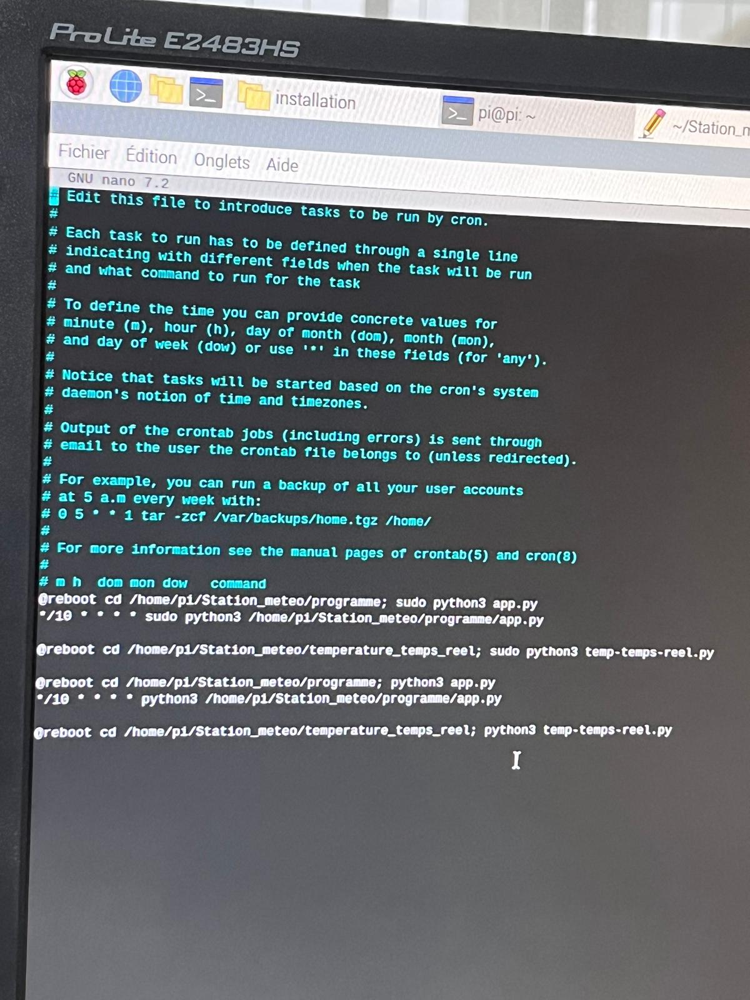 ProLite E2483HS
installation
pi@pi: ~
~/Station_m
Fichier Édition Onglets Aide
GNU nano 7.2
# Edit this file to introduce tasks to be run by cron.
#
# Each task to run has to be defined through a single line
# indicating with different fields when the task will be run
# and what command to run for the task
#
# To define the time you can provide concrete values for
# minute (m), hour (h), day of month (dom), month (mon),
# and day of week (dow) or use '*' in these fields (for 'any').
#
# Notice that tasks will be started based on the cron's system
# daemon's notion of time and timezones.
#
# Output of the crontab jobs (including errors) is sent through
# email to the user the crontab file belongs to (unless redirected).
#
# For example, you can run a backup of all your user accounts
# at 5 a.m every week with:
# 0 5 * * 1 tar -zcf /var/backups/home.tgz /home/
#
# For more information see the manual pages of crontab(5) and cron(8)
#
# m h  dom mon dow   command
@reboot cd /home/pi/Station_meteo/programme; sudo python3 app.py
*/10 * * * * sudo python3 /home/pi/Station_meteo/programme/app.py
@reboot cd /home/pi/Station_meteo/temperature_temps_reel; sudo python3 temp-temps-reel.py
@reboot cd /home/pi/Station_meteo/programme; python3 app.py
*/10 * * * * python3 /home/pi/Station_meteo/programme/app.py
@reboot cd /home/pi/Station_meteo/temperature_temps_reel; python3 temp-temps-reel.py